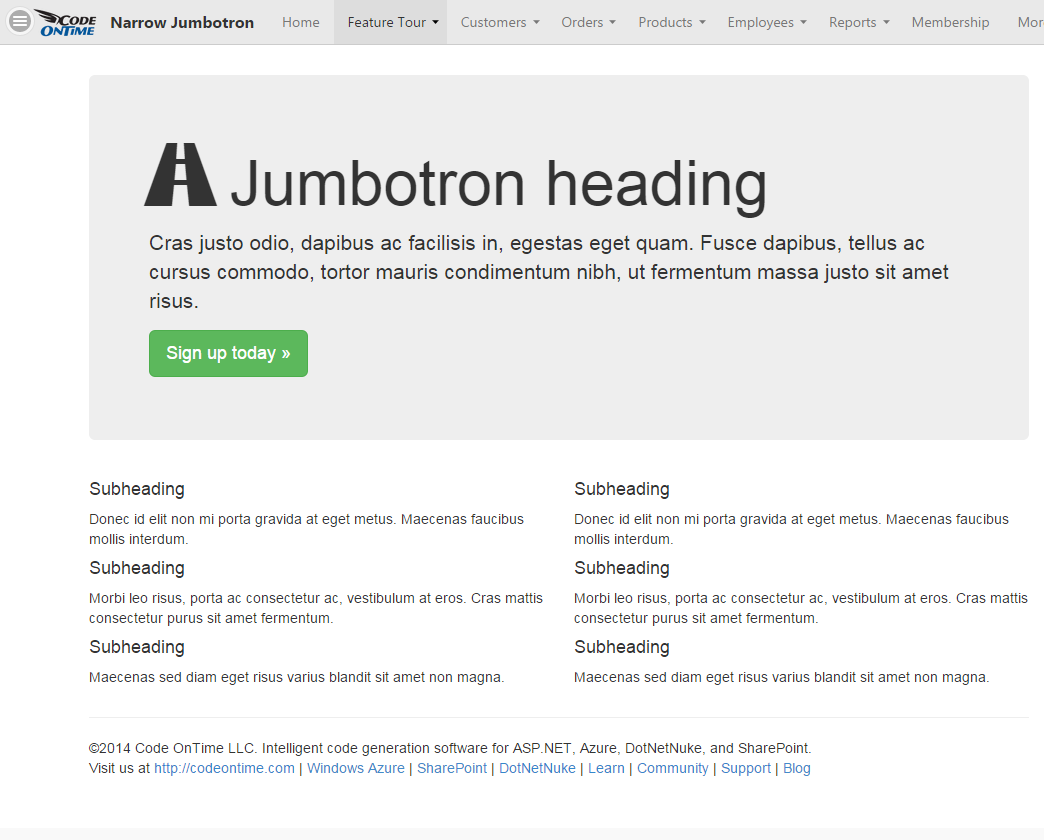 CODE ONTIME Narrow Jumbotron Home Feature Tour Customers Orders Products Employees Reports Membership Mor
Jumbotron heading
Cras justo odio, dapibus ac facilisis in, egestas eget quam. Fusce dapibus, tellus ac
cursus commodo, tortor mauris condimentum nibh, ut fermentum massa justo sit amet
risus.
Sign up today »
Subheading
Donec id elit non mi porta gravida at eget metus. Maecenas faucibus
mollis interdum.
Subheading
Morbi leo risus, porta ac consectetur ac, vestibulum at eros. Cras mattis
consectetur purus sit amet fermentum.
Subheading
Maecenas sed diam eget risus varius blandit sit amet non magna.
Subheading
Donec id elit non mi porta gravida at eget metus. Maecenas faucibus
mollis interdum.
Subheading
Morbi leo risus, porta ac consectetur ac, vestibulum at eros. Cras mattis
consectetur purus sit amet fermentum.
Subheading
Maecenas sed diam eget risus varius blandit sit amet non magna.
©2014 Code OnTime LLC. Intelligent code generation software for ASP.NET, Azure, DotNetNuke, and SharePoint.
Visit us at http://codeontime.com | Windows Azure | SharePoint | DotNetNuke | Learn | Community | Support | Blog